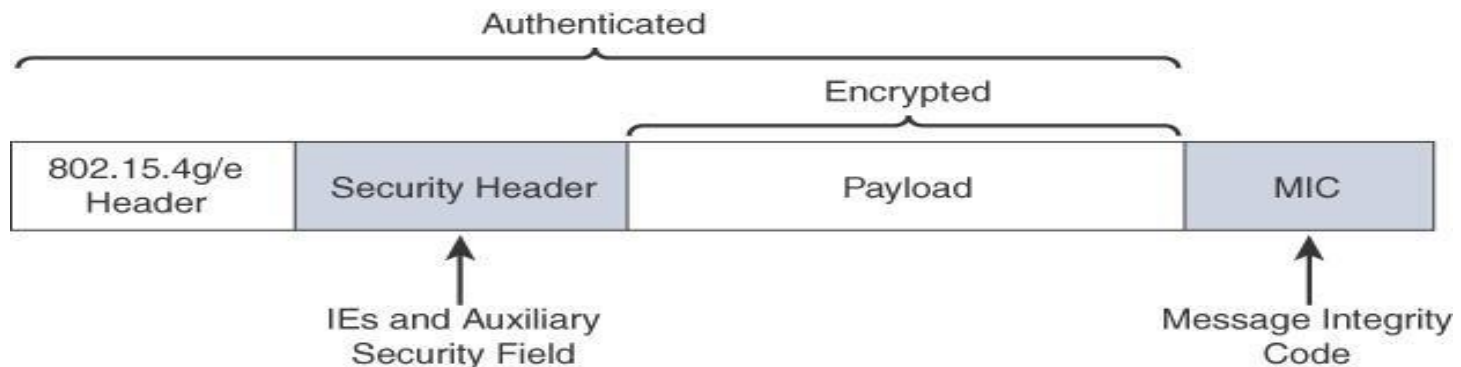 Authenticated
Encrypted
802.15.4g/e
Header
Security Header
Payload
MIC
IEs and Auxiliary
Security Field
Message Integrity
Code